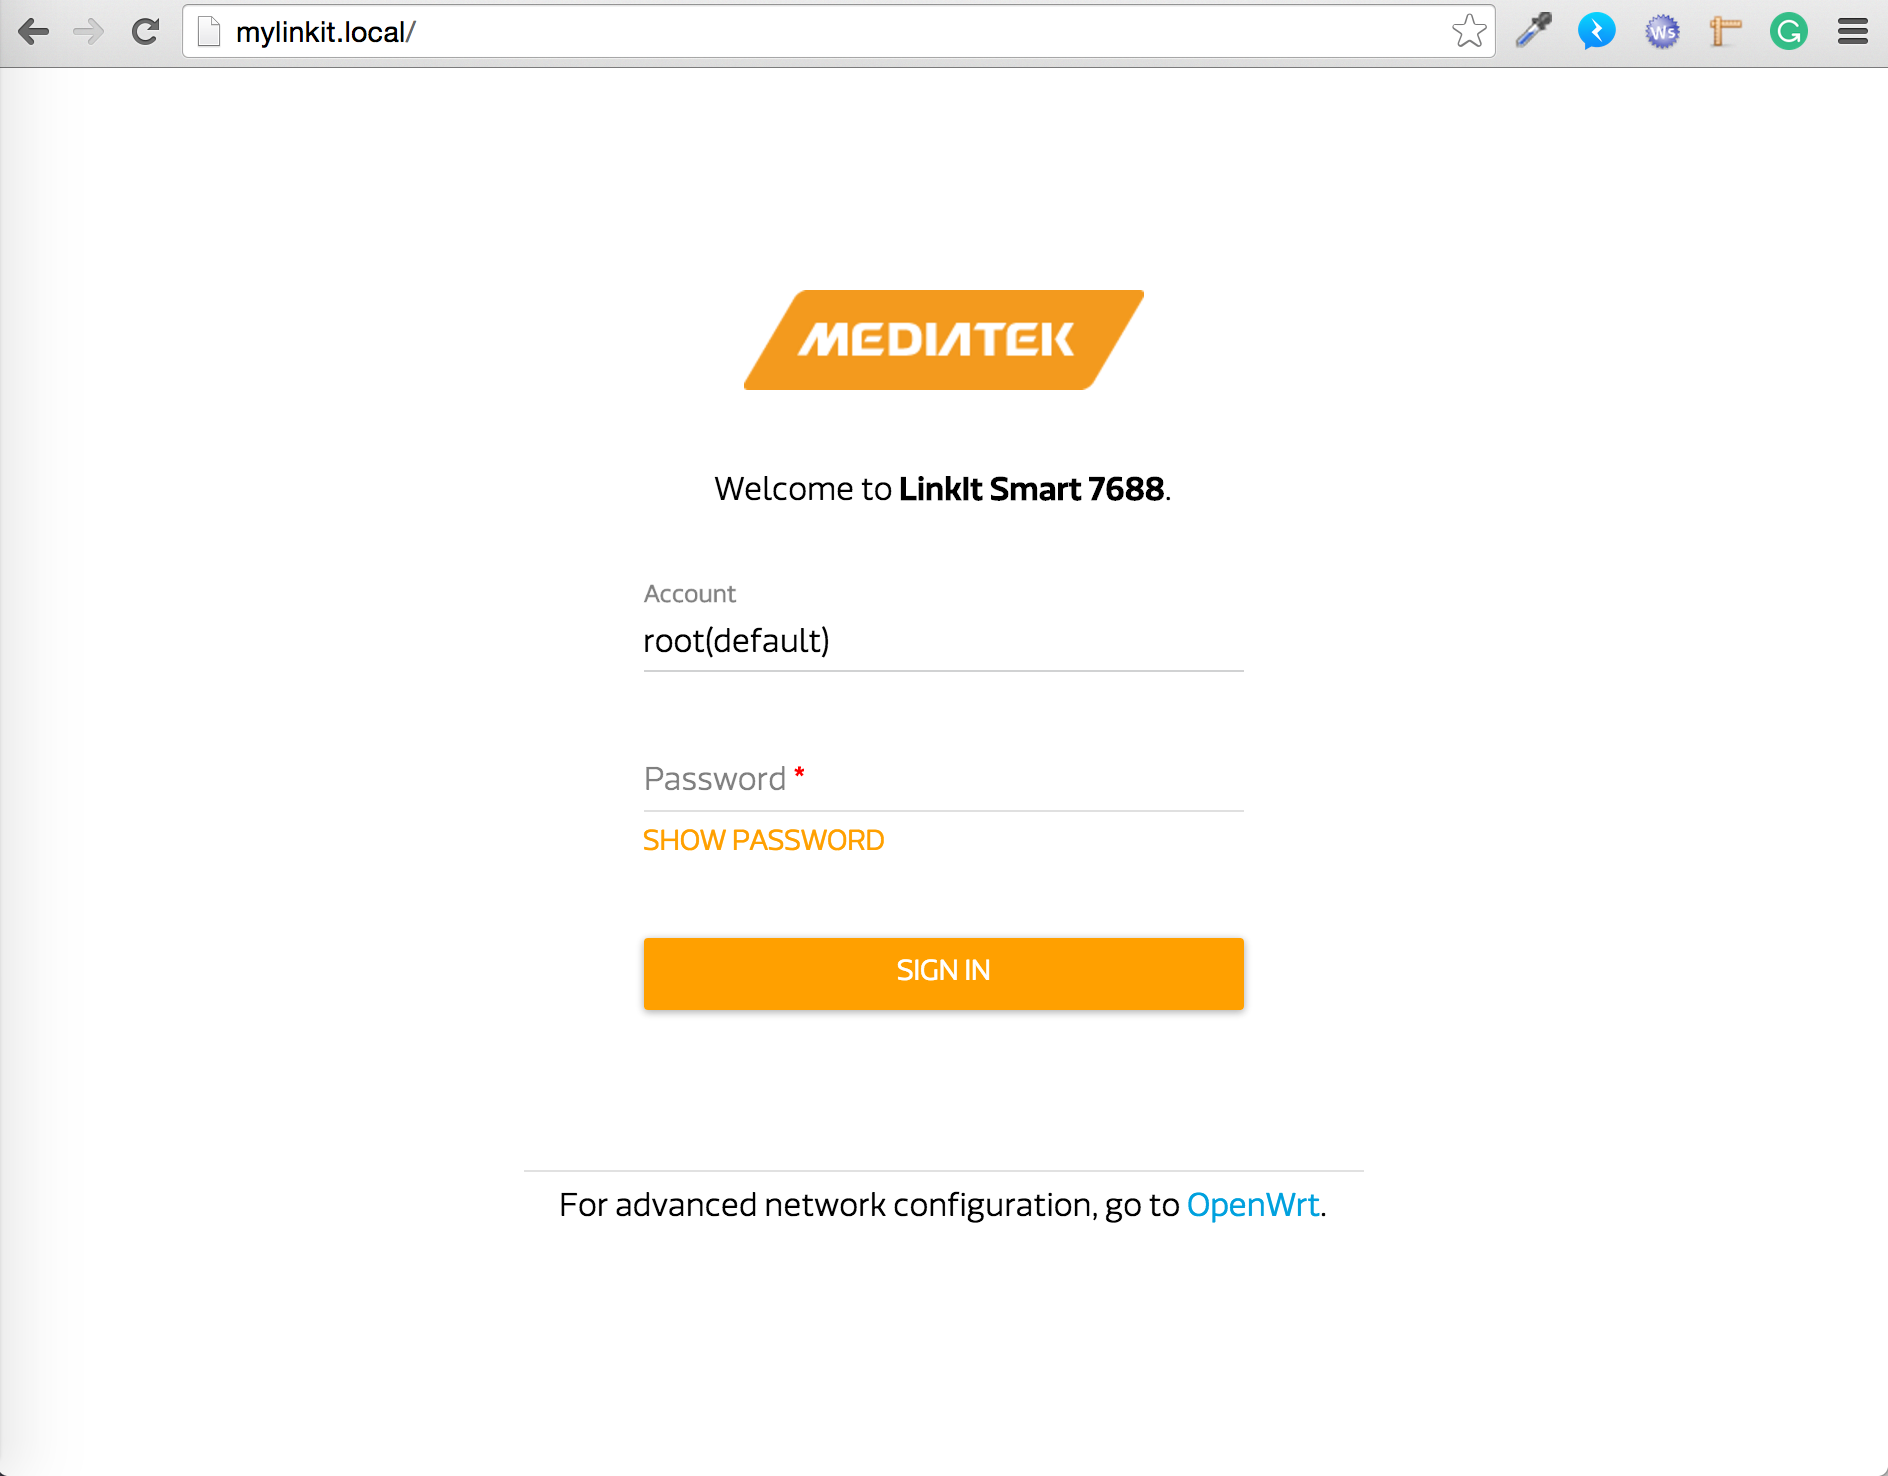 mylinkit.local/
Ws
G
MEDIATEK
Welcome to LinkIt Smart 7688.
Account
root(default)
Password *
SHOW PASSWORD
SIGN IN
For advanced network configuration, go to OpenWrt.